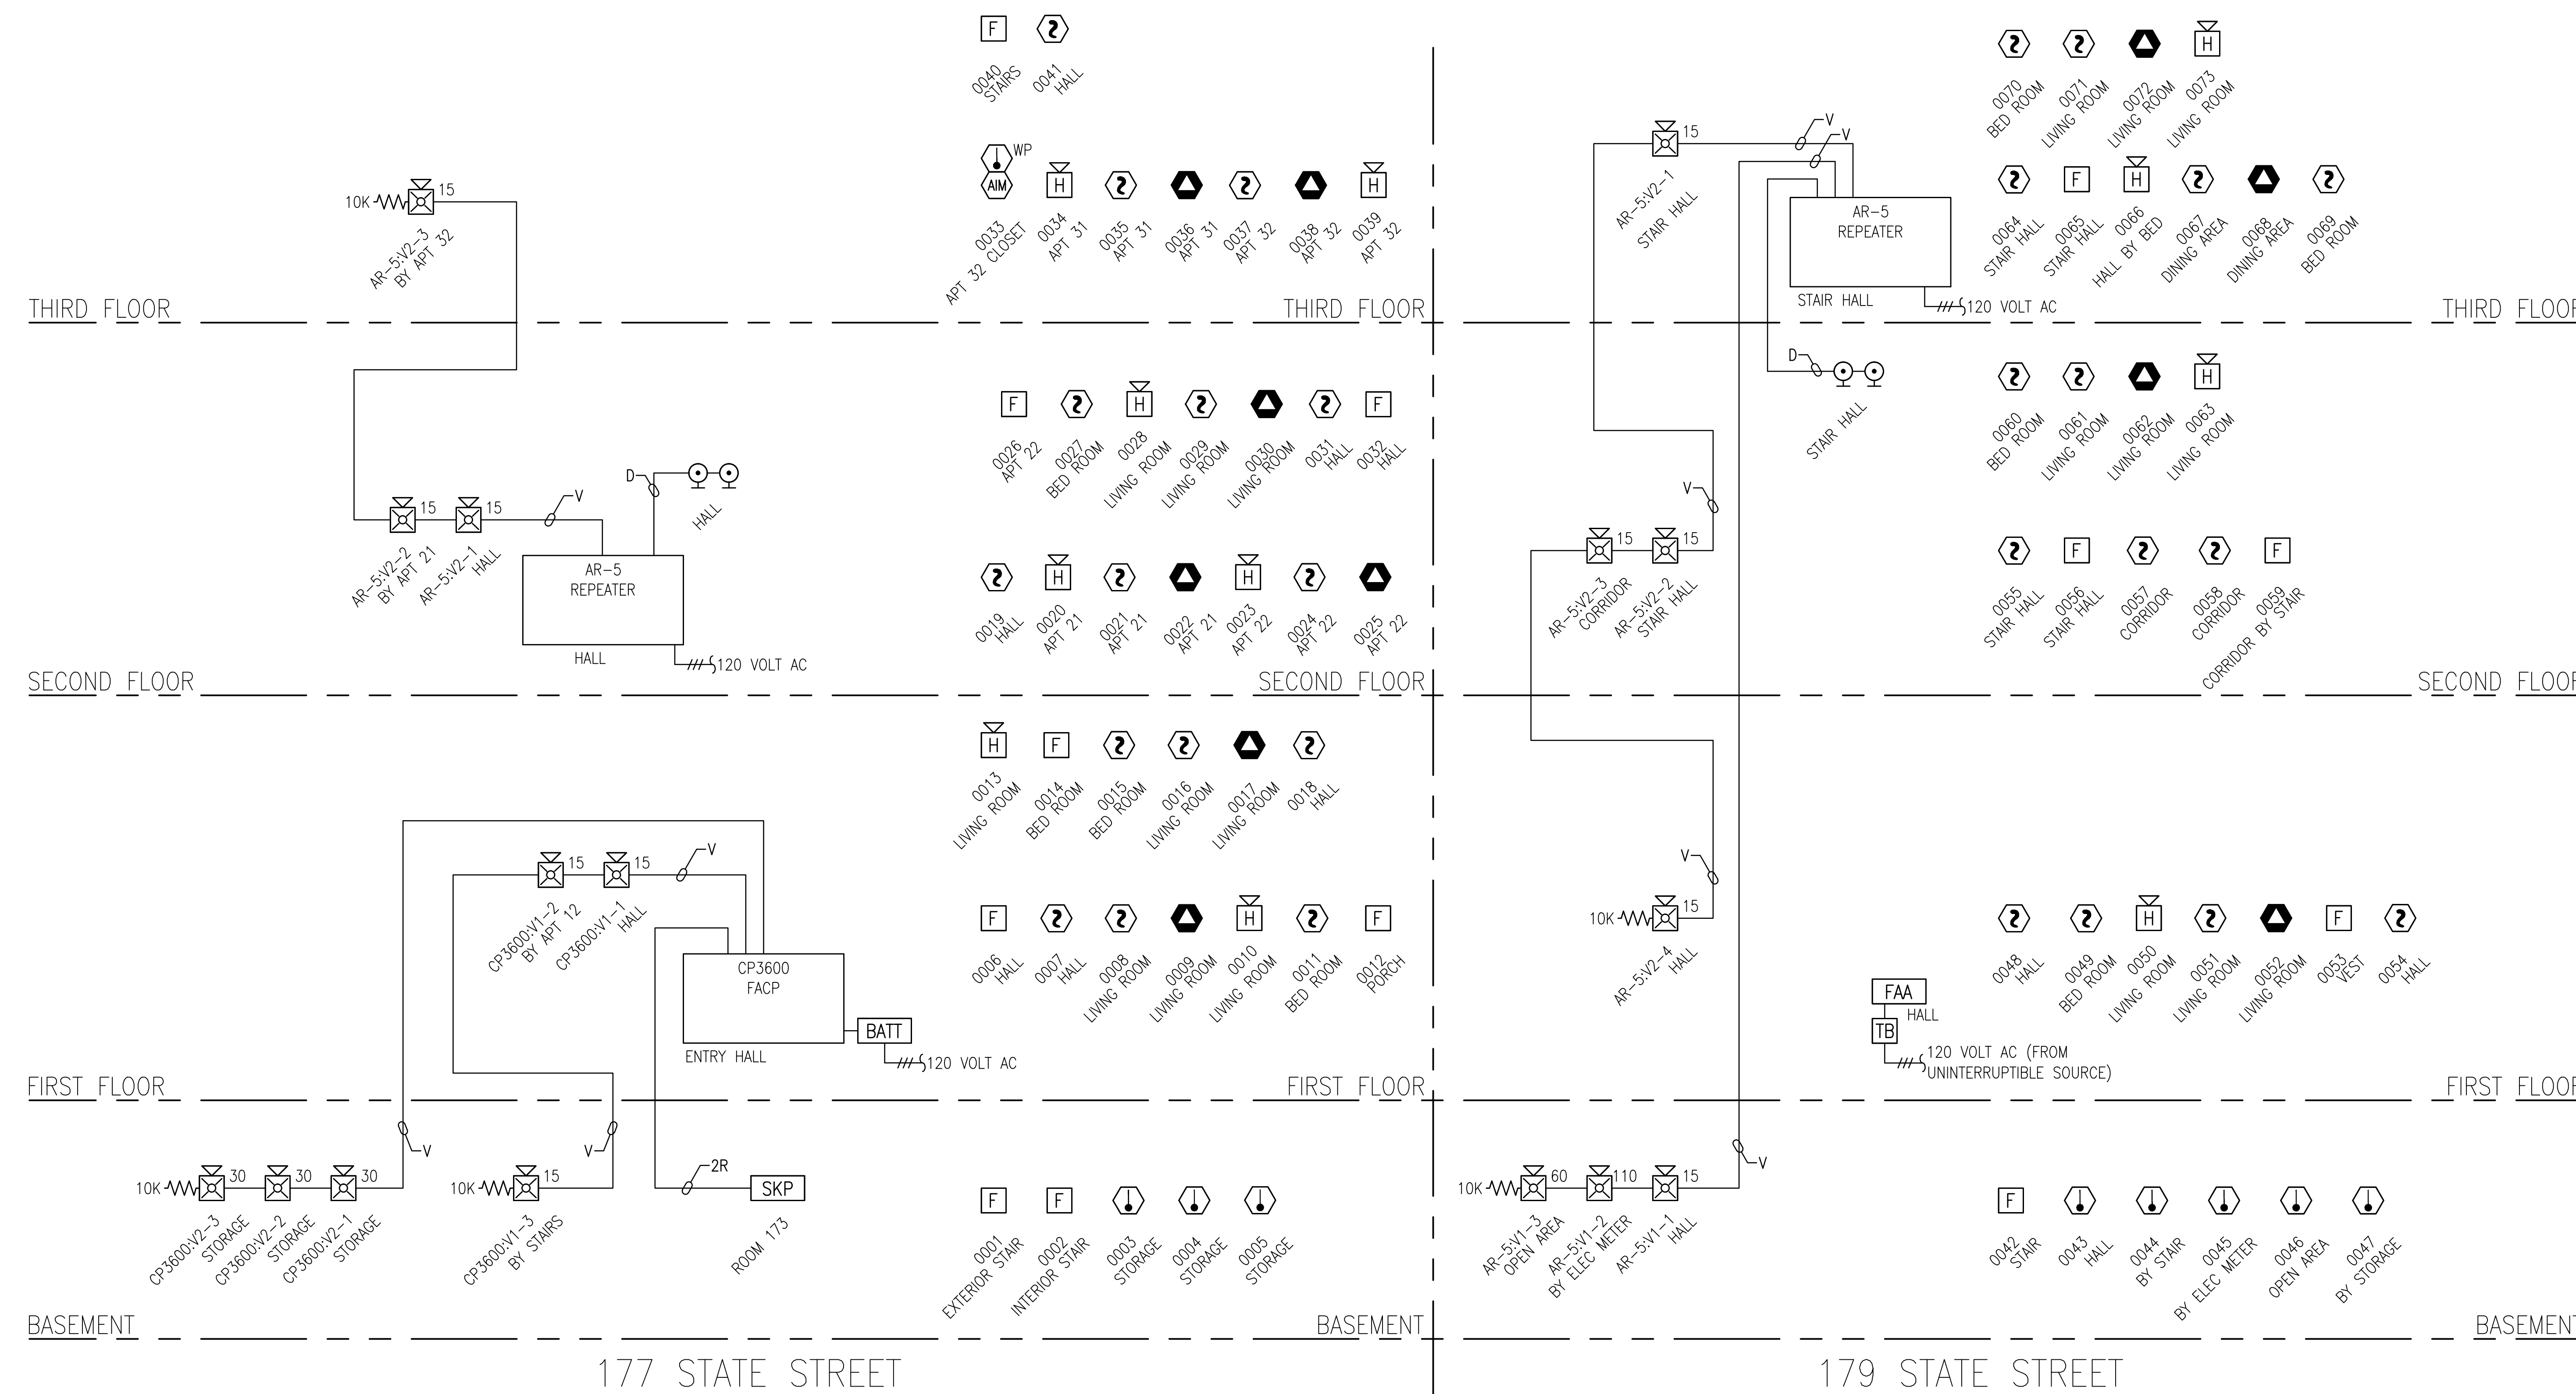 F
0040
STAIRS
0041
HALL
WP
AIM
0033
APT 32 CLOSET
H
0034
APT 31
0035
APT 31
0036
APT 31
0037
APT 32
0038
APT 32
H
0039
APT 32
10K
15
AR-5:V2-3
BY APT 32
THIRD FLOOR
THIRD FLOOR
F
0026
APT 22
0027
BED ROOM
H
0028
LIVING ROOM
0029
LIVING ROOM
0030
LIVING ROOM
0031
HALL
F
0032
HALL
D
HALL
V
15
15
AR-5:V2-2
BY APT 21
AR-5:V2-1
HALL
AR-5
REPEATER
HALL
120 VOLT AC
0019
HALL
H
0020
APT 21
0021
APT 21
0022
APT 21
H
0023
APT 22
0024
APT 22
0025
APT 22
SECOND FLOOR
SECOND FLOOR
H
0013
LIVING ROOM
F
0014
BED ROOM
0015
BED ROOM
0016
LIVING ROOM
0017
LIVING ROOM
0018
HALL
15
15
V
CP3600:V1-2
BY APT 12
CP3600:V1-1
HALL
CP3600
FACP
ENTRY HALL
BATT
120 VOLT AC
F
0006
HALL
0007
HALL
0008
LIVING ROOM
0009
LIVING ROOM
H
0010
LIVING ROOM
0011
BED ROOM
F
0012
PORCH
FIRST FLOOR
FIRST FLOOR
V
V
2R
10K
30
30
30
CP3600:V2-3
STORAGE
CP3600:V2-2
STORAGE
CP3600:V2-1
STORAGE
10K
15
CP3600:V1-3
BY STAIRS
SKP
ROOM 173
F
0001
EXTERIOR STAIR
F
0002
INTERIOR STAIR
0003
STORAGE
0004
STORAGE
0005
STORAGE
BASEMENT
BASEMENT
177 STATE STREET
0070
BED ROOM
0071
LIVING ROOM
0072
LIVING ROOM
H
0073
LIVING ROOM
15
V
V
AR-5:V2-1
STAIR HALL
AR-5
REPEATER
STAIR HALL
120 VOLT AC
0064
STAIR HALL
F
0065
STAIR HALL
H
0066
HALL BY BED
0067
DINING AREA
0068
DINING AREA
0069
BED ROOM
THIRD FLOOR
D
STAIR HALL
0060
BED ROOM
0061
LIVING ROOM
0062
LIVING ROOM
H
0063
LIVING ROOM
V
15
15
AR-5:V2-3
CORRIDOR
AR-5:V2-2
STAIR HALL
0055
STAIR HALL
F
0056
STAIR HALL
0057
CORRIDOR
0058
CORRIDOR
F
0059
CORRIDOR BY STAIR
SECOND FLOOR
V
10K
15
AR-5:V2-4
HALL
FAA
HALL
TB
120 VOLT AC (FROM
UNINTERRUPTIBLE SOURCE)
0048
HALL
0049
BED ROOM
H
0050
LIVING ROOM
0051
LIVING ROOM
0052
LIVING ROOM
F
0053
VEST
0054
HALL
FIRST FLOOR
V
10K
60
110
15
AR-5:V1-3
OPEN AREA
AR-5:V1-2
BY ELEC METER
AR-5:V1-1
HALL
F
0042
STAIR
0043
HALL
0044
BY STAIR
0045
BY ELEC METER
0046
OPEN AREA
0047
BY STORAGE
BASEMENT
179 STATE STREET